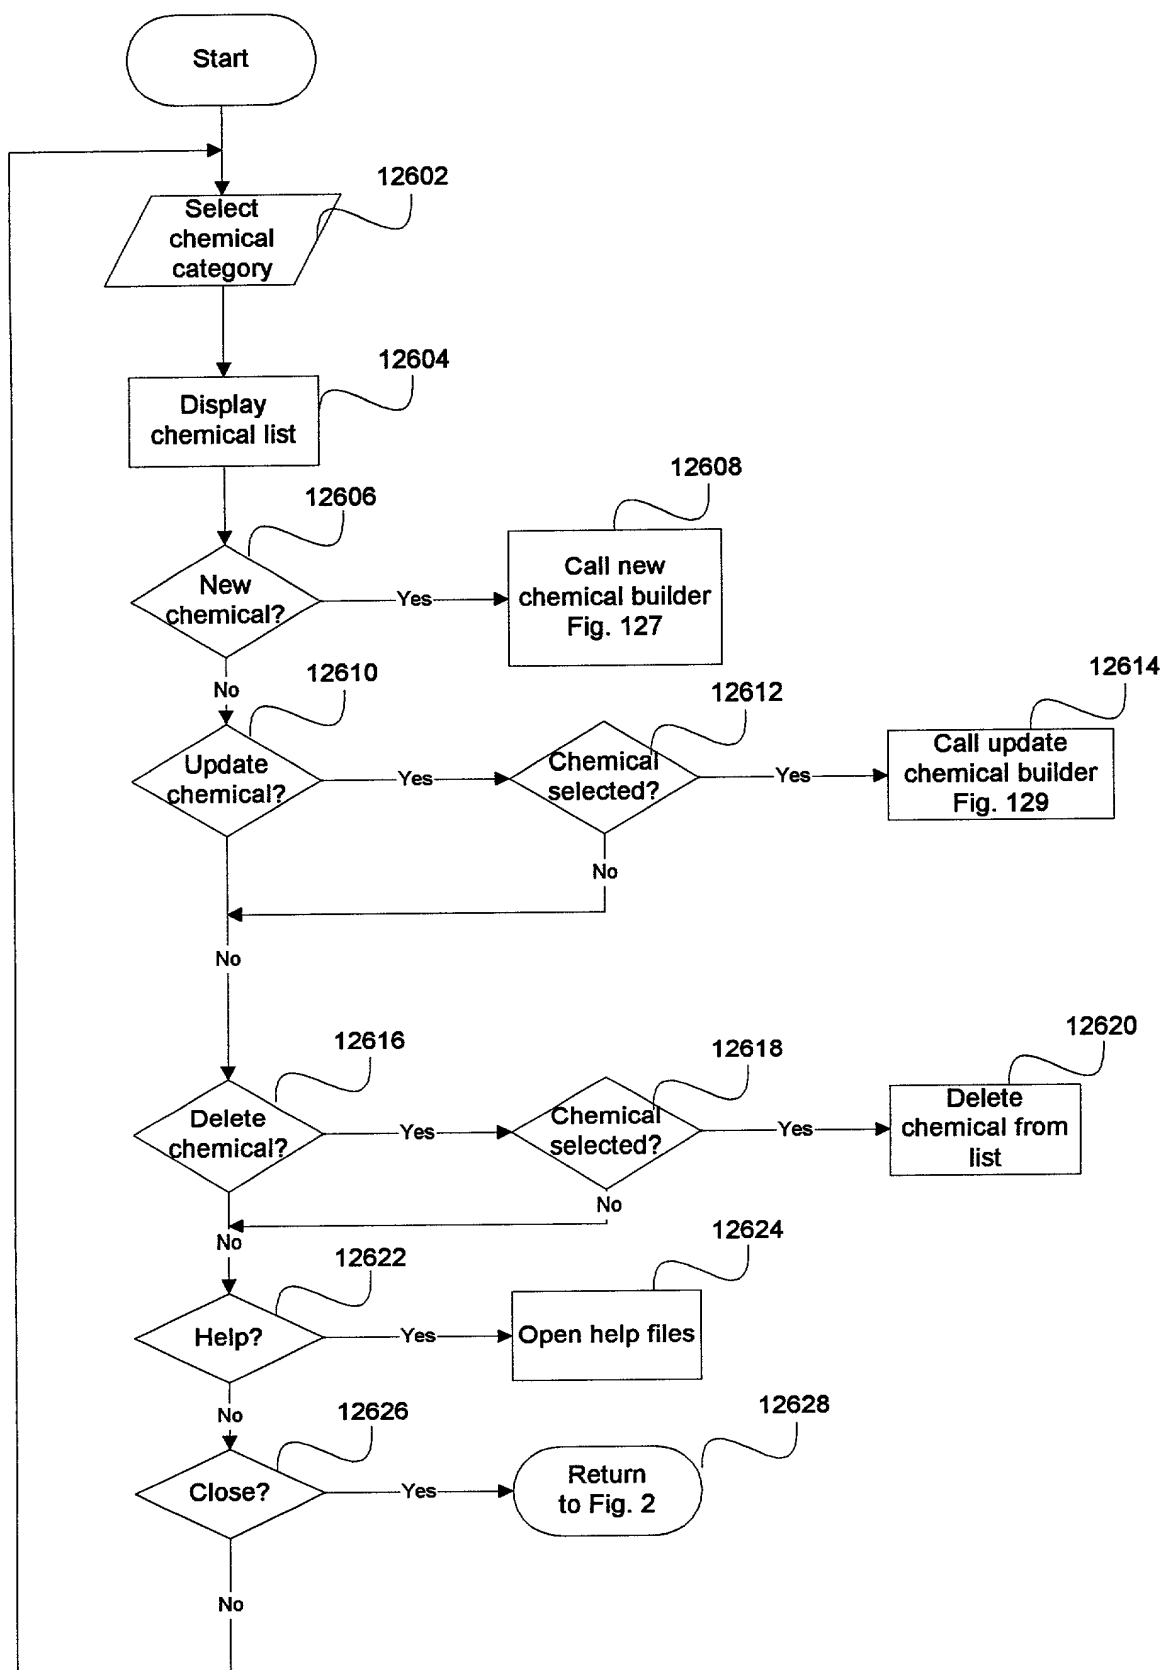 Start
12602
Select
chemical
category
12604
Display
chemical list
12606
New
chemical?
Yes
12608
Call new
chemical builder
Fig. 127
No
12610
Update
chemical?
Yes
12612
Chemical
selected?
Yes
12614
Call update
chemical builder
Fig. 129
No
No
12616
Delete
chemical?
Yes
12618
Chemical
selected?
Yes
12620
Delete
chemical from
list
No
No
12622
Help?
Yes
12624
Open help files
No
12626
Close?
Yes
12628
Return
to Fig. 2
No